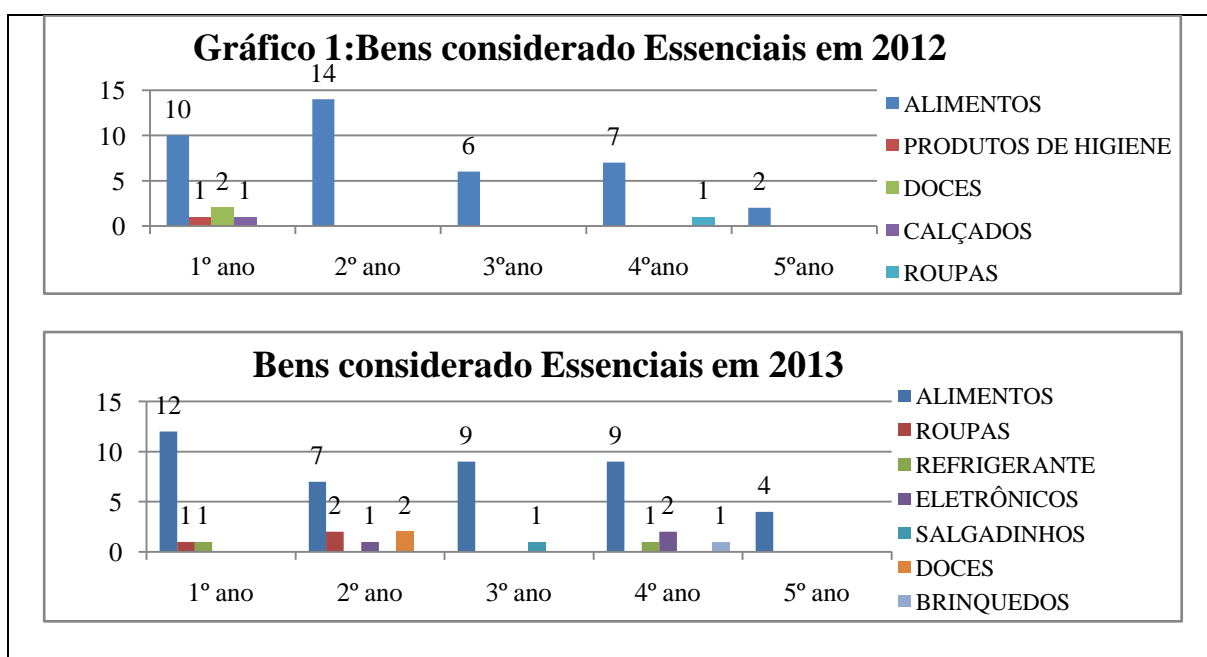 Gráfico 1:Bens considerado Essenciais em 2012
14
15
10
10
6
7
5
1
2
1
1
2
0
1º ano
2º ano
3ºano
4ºano
5ºano
ALIMENTOS
PRODUTOS DE HIGIENE
DOCES
CALÇADOS
ROUPAS
Bens considerado Essenciais em 2013
15
12
10
7
9
9
5
4
1
1
2
1
2
1
1
2
1
0
1º ano
2º ano
3º ano
4º ano
5º ano
ALIMENTOS
ROUPAS
REFRIGERANTE
ELETRÔNICOS
SALGADINHOS
DOCES
BRINQUEDOS